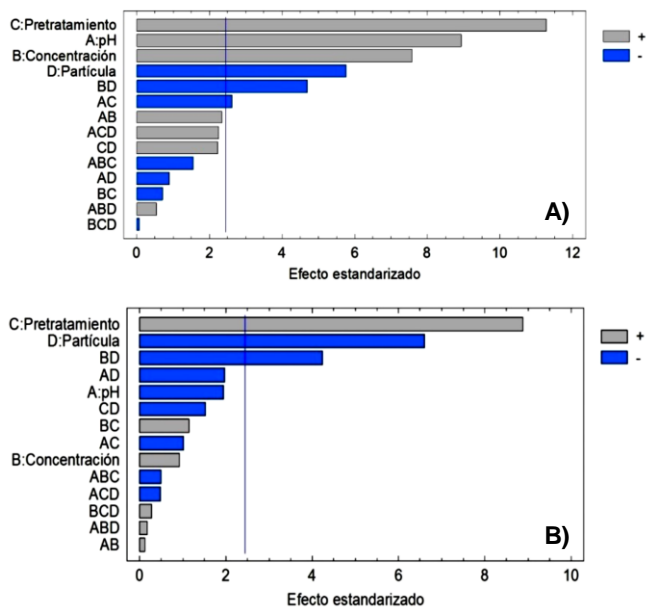 C:Pretratamiento
A:pH
B:Concentración
D:Partícula
BD
AC
AB
ACD
CD
ABC
AD
BC
ABD
BCD
+
-
A)
0 2 4 6 8 10 12
Efecto estandarizado
C:Pretratamiento
D:Partícula
BD
AD
A:pH
CD
BC
AC
B:Concentración
ABC
ACD
BCD
ABD
AB
+
-
B)
0 2 4 6 8 10
Efecto estandarizado